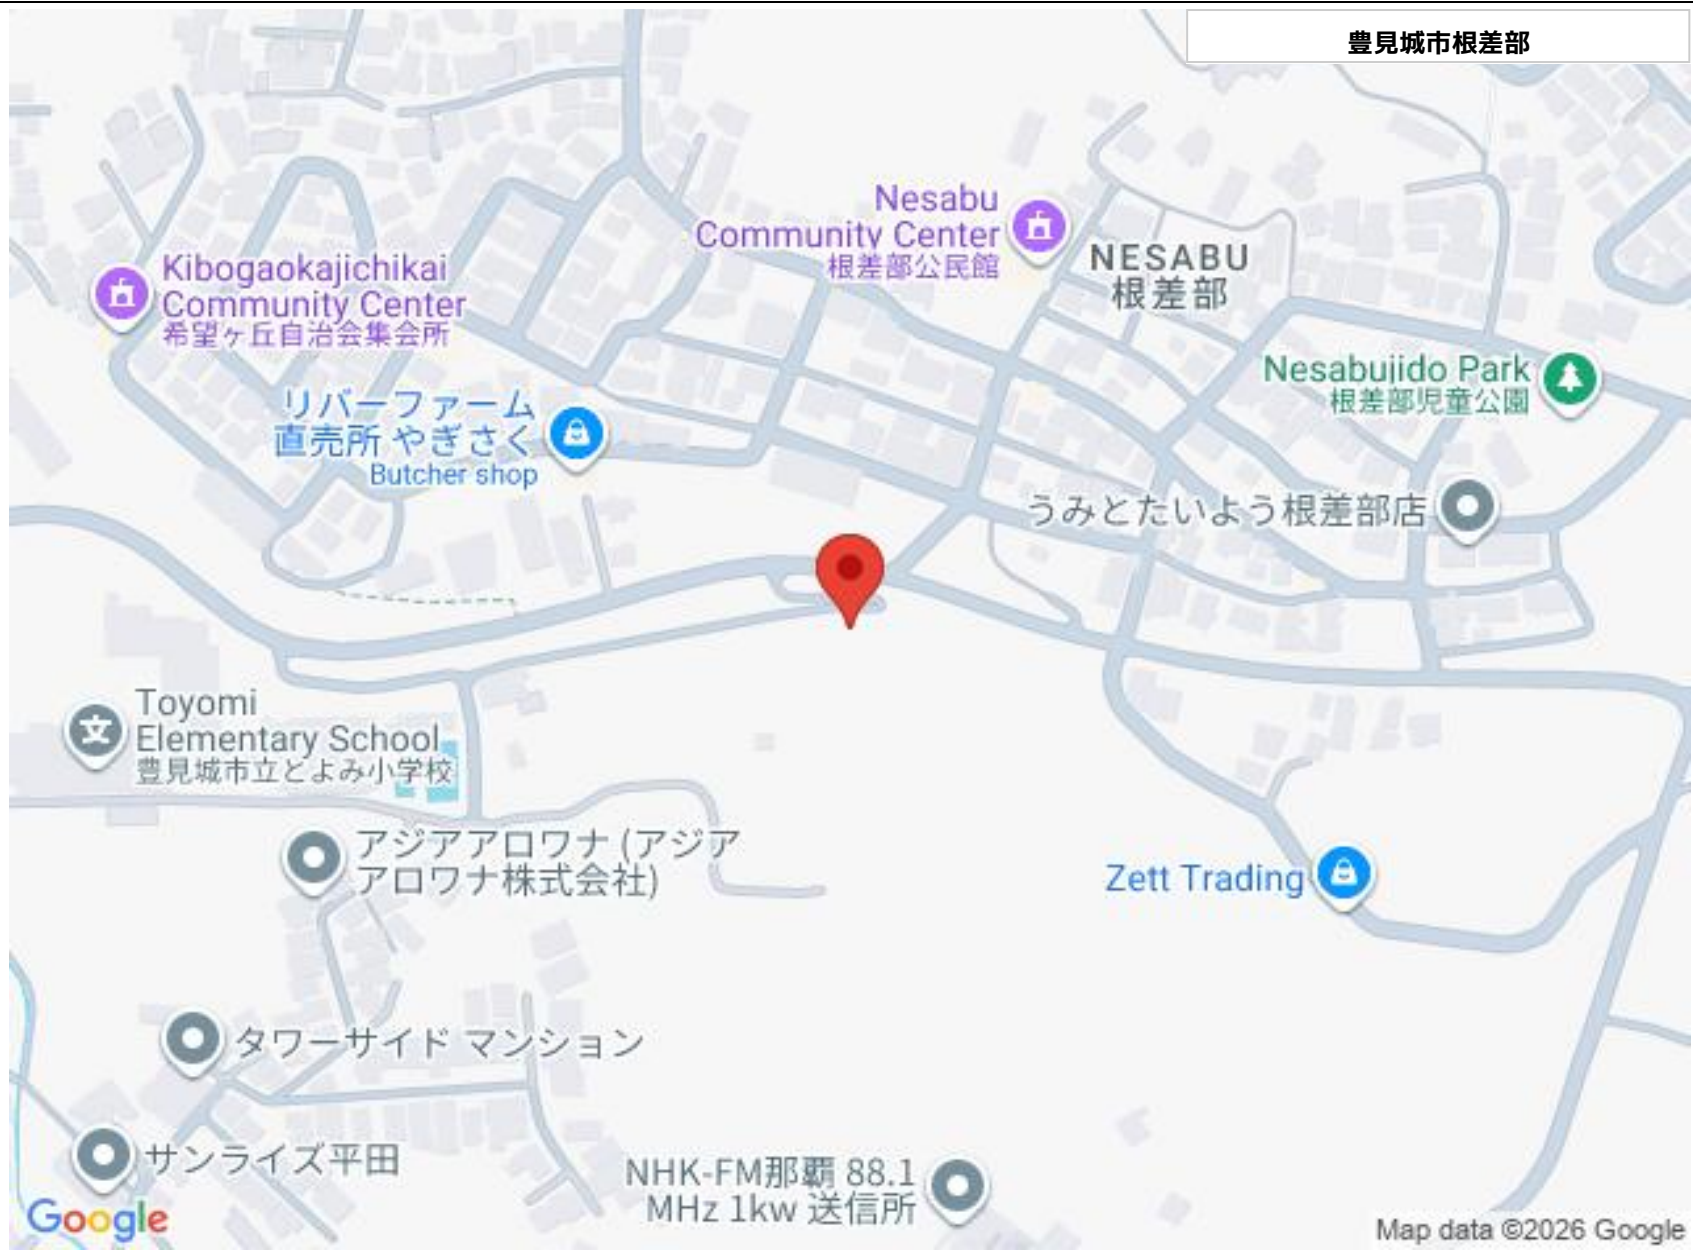 豊見城市根差部
Nesabu
Community Center
根差部公民館
NESABU
根差部
Kibogaokajichikai
Community Center
希望ヶ丘自治会集会所
Nesabujido Park
根差部児童公園
リバーファーム
直売所 やぎさく
Butcher shop
うみとたいよう根差部店
Toyomi
Elementary School
豊見城市立とよみ小学校
アジアアロワナ (アジア
アロワナ株式会社)
Zett Trading
タワーサイド マンション
サンライズ平田
NHK-FM那覇 88.1
MHz 1kw 送信所
Google
Map data ©2026 Google